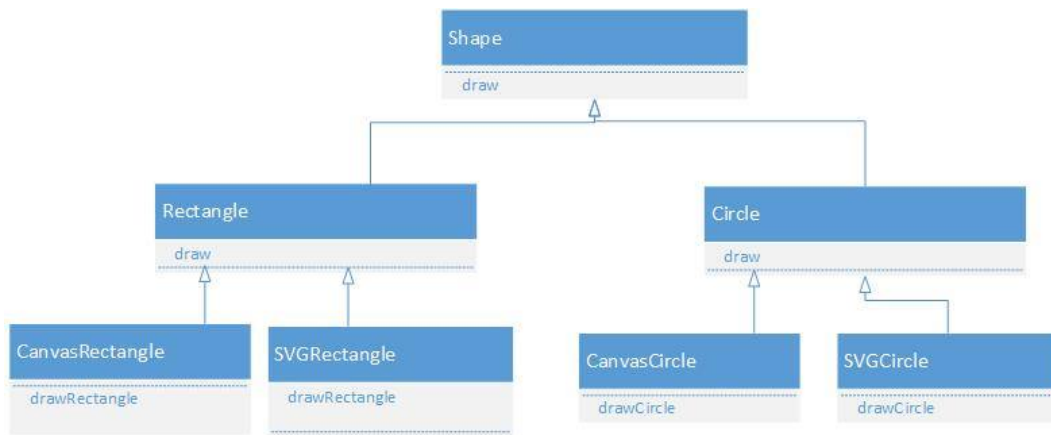 Shape
draw
Rectangle
draw
Circle
draw
CanvasRectangle
drawRectangle
SVGRectangle
drawRectangle
CanvasCircle
drawCircle
SVGCircle
drawCircle